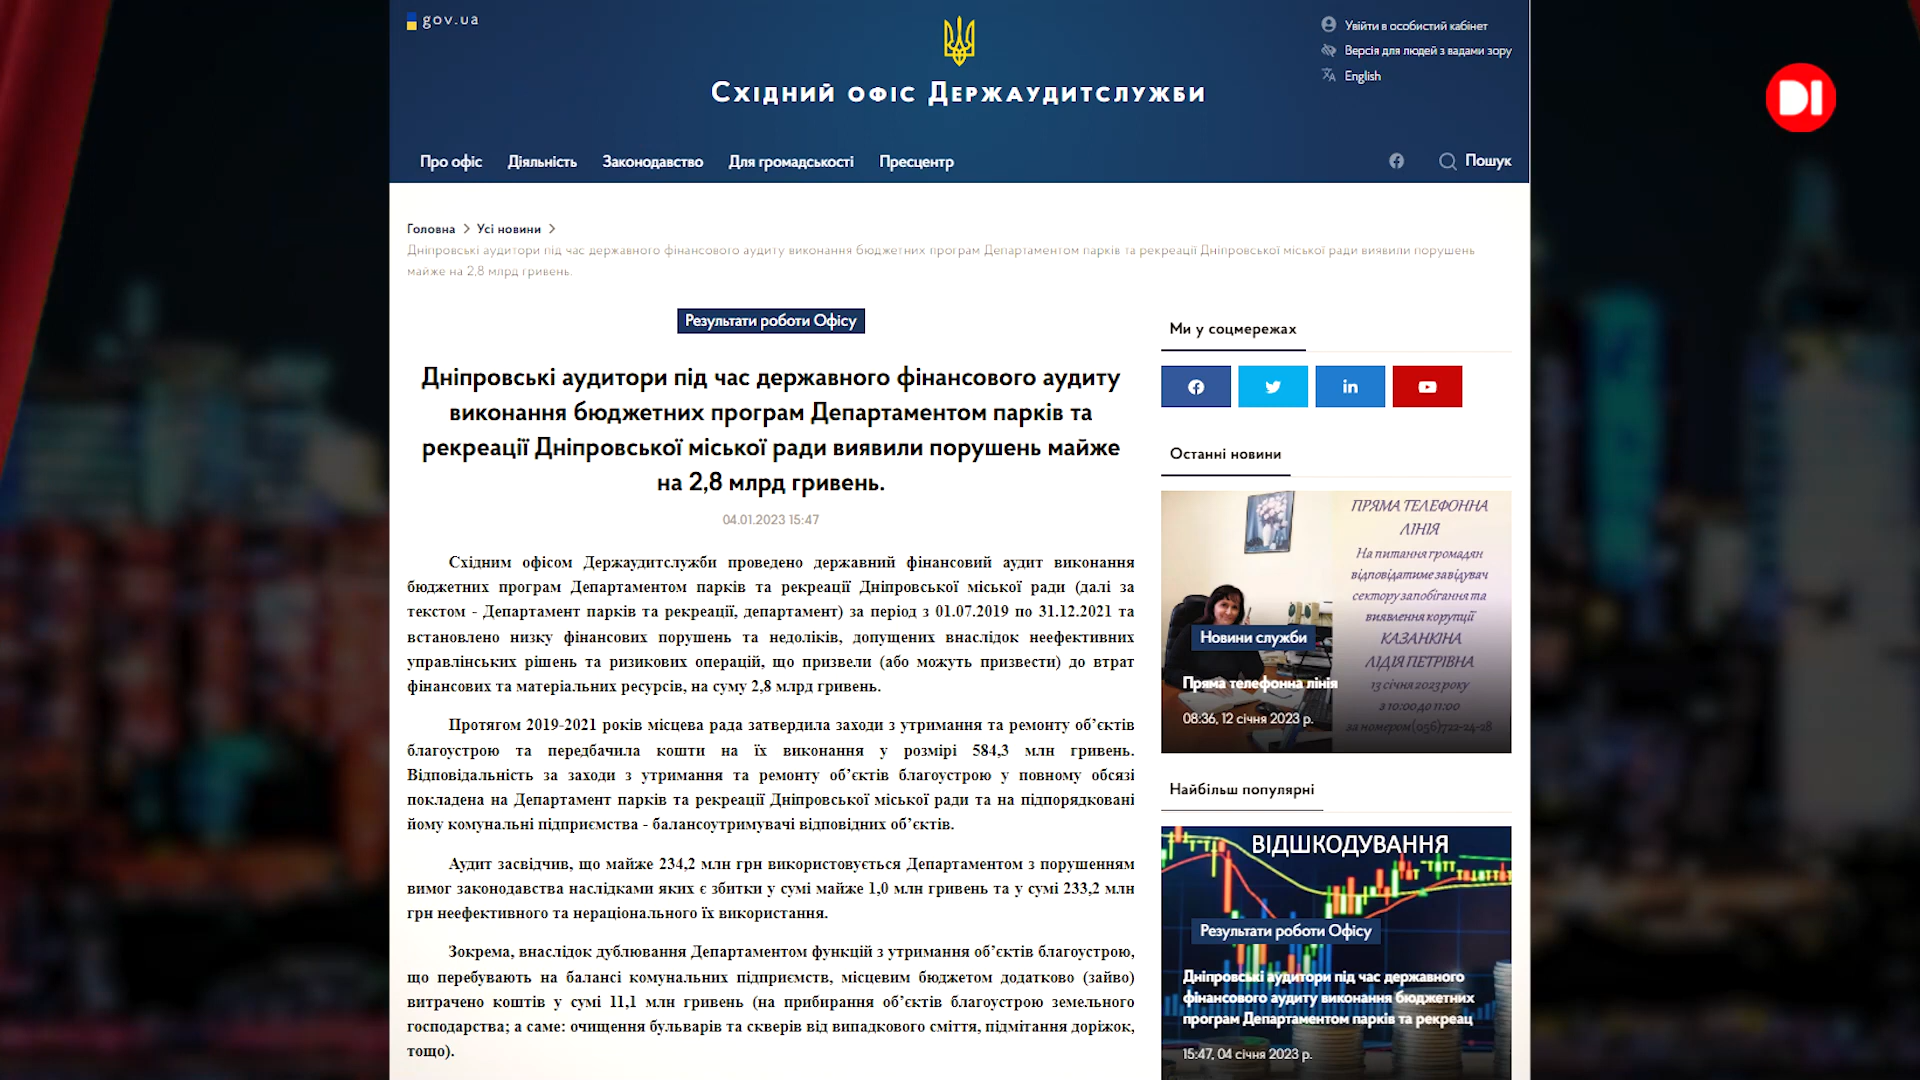 gov.ua
Східний офіс Держаудитслужби
Увійти в особистий кабінет
Версія для людей з вадами зору
English
DI
Про офіс Діяльність Законодавство Для громадськості Пресцентр
Пошук
Головна > Усі новини >
Дніпровські аудитори під час державного фінансового аудиту виконання бюджетних програм Департаментом парків та рекреації Дніпровської міської ради виявили порушень
майже на 2,8 млрд гривень.
Результати роботи Офісу
Дніпровські аудитори під час державного фінансового аудиту
виконання бюджетних програм Департаментом парків та
рекреації Дніпровської міської ради виявили порушень майже
на 2,8 млрд гривень.
04.01.2023 15:47
Східним офісом Держаудитслужби проведено державний фінансовий аудит виконання
бюджетних програм Департаментом парків та рекреації Дніпровської міської ради (далі за
текстом - Департамент парків та рекреації, департамент) за період з 01.07.2019 по 31.12.2021 та
встановлено низку фінансових порушень та недоліків, допущених внаслідок неефективних
управлінських рішень та ризикових операцій, що призвели (або можуть призвести) до втрат
фінансових та матеріальних ресурсів, на суму 2,8 млрд гривень.
Протягом 2019-2021 років місцева рада затвердила заходи з утримання та ремонту об’єктів
благоустрою та передбачила кошти на їх виконання у розмірі 584,3 млн гривень.
Відповідальність за заходи з утримання та ремонту об’єктів благоустрою у повному обсязі
покладена на Департамент парків та рекреації Дніпровської міської ради та на підпорядковані
йому комунальні підприємства - балансоутримувачі відповідних об’єктів.
Аудит засвідчив, що майже 234,2 млн грн використовується Департаментом з порушенням
вимог законодавства наслідками яких є збитки у сумі майже 1,0 млн гривень та у сумі 233,2 млн
грн неефективного та нераціонального їх використання.
Зокрема, внаслідок дублювання Департаментом функцій з утримання об’єктів благоустрою,
що перебувають на балансі комунальних підприємств, місцевим бюджетом додатково (зайво)
витрачено коштів у сумі 11,1 млн гривень (на прибирання об’єктів благоустрою земельного
господарства; а саме: очищення бульварів та скверів від випадкового сміття, підмітання доріжок,
тощо).
Ми у соцмережах
Останні новини
ПРЯМА ТЕЛЕФОННА
ЛІНІЯ
На питання громадян
відповідатиме завідувач
сектору запобігання та
виявлення корупції
КАЗАНКІНА
ЛІДІЯ ПЕТРІВНА
13 січня 2023 року
з 10:00 до 11:00
за номером (056)722-24-28
Новини служби
Пряма телефонна лінія
08:36, 12 січня 2023 р.
Найбільш популярні
ВІДШКОДУВАННЯ
Результати роботи Офісу
Дніпровські аудитори під час державного
фінансового аудиту виконання бюджетних
програм Департаментом парків та рекреац
15:47, 04 січня 2023 р.